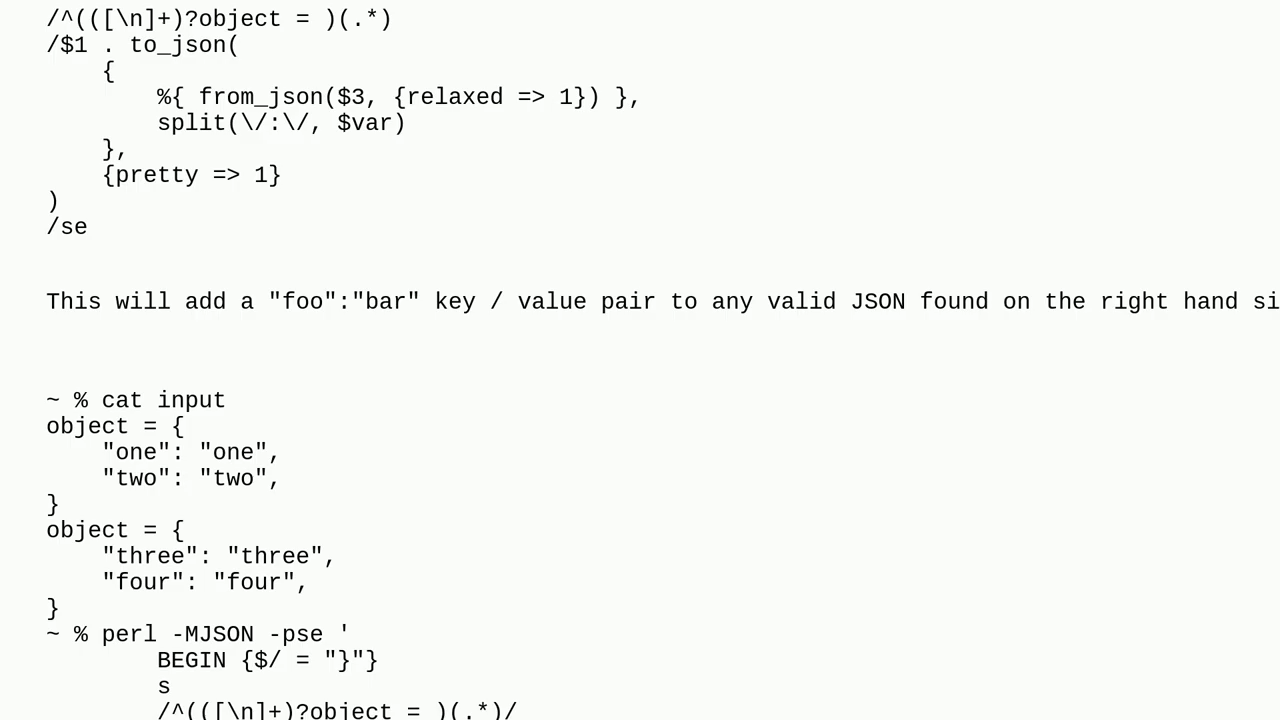 /^(([\n]+)?object = )(.*)
/$1 . to_json(
    {
        %{ from_json($3, {relaxed => 1}) },
        split(\/:\/, $var)
    },
    {pretty => 1}
)
/se
This will add a "foo":"bar" key / value pair to any valid JSON found on the right hand si
~ % cat input
object = {
    "one": "one",
    "two": "two",
}
object = {
    "three": "three",
    "four": "four",
}
~ % perl -MJSON -pse '
        BEGIN {$/ = "}"}
        s
        /^(([\n]+)?object = )(.*)/